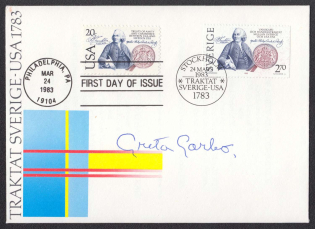 TRAKTAT SVERIGE-USA 1783
20c
USA
SVERIGE
2.70
PHILADELPHIA, PA
MAR
24
1983
19104
FIRST DAY OF ISSUE
STOCKHOLM
24 MAR
1983
TRAKTAT
SVERIGE-USA
1783
Greta Garbo.